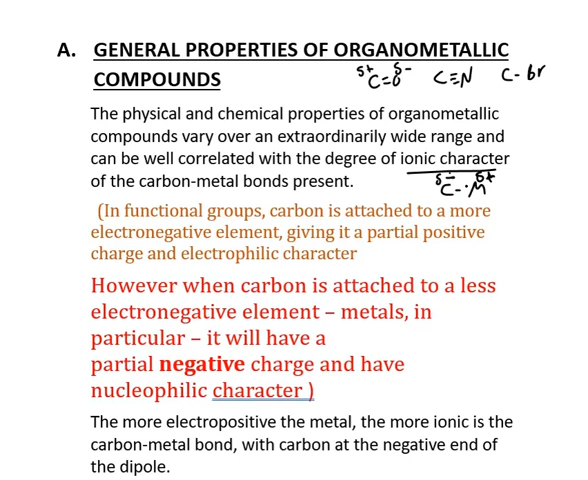 A. GENERAL PROPERTIES OF ORGANOMETALLIC
COMPOUNDS
δ+ δ-
C=O C≡N C-br
The physical and chemical properties of organometallic
compounds vary over an extraordinarily wide range and
can be well correlated with the degree of ionic character
of the carbon-metal bonds present.
δ- δ+
C-M
(In functional groups, carbon is attached to a more
electronegative element, giving it a partial positive
charge and electrophilic character
However when carbon is attached to a less
electronegative element – metals, in
particular – it will have a
partial negative charge and have
nucleophilic character )
The more electropositive the metal, the more ionic is the
carbon-metal bond, with carbon at the negative end of
the dipole.